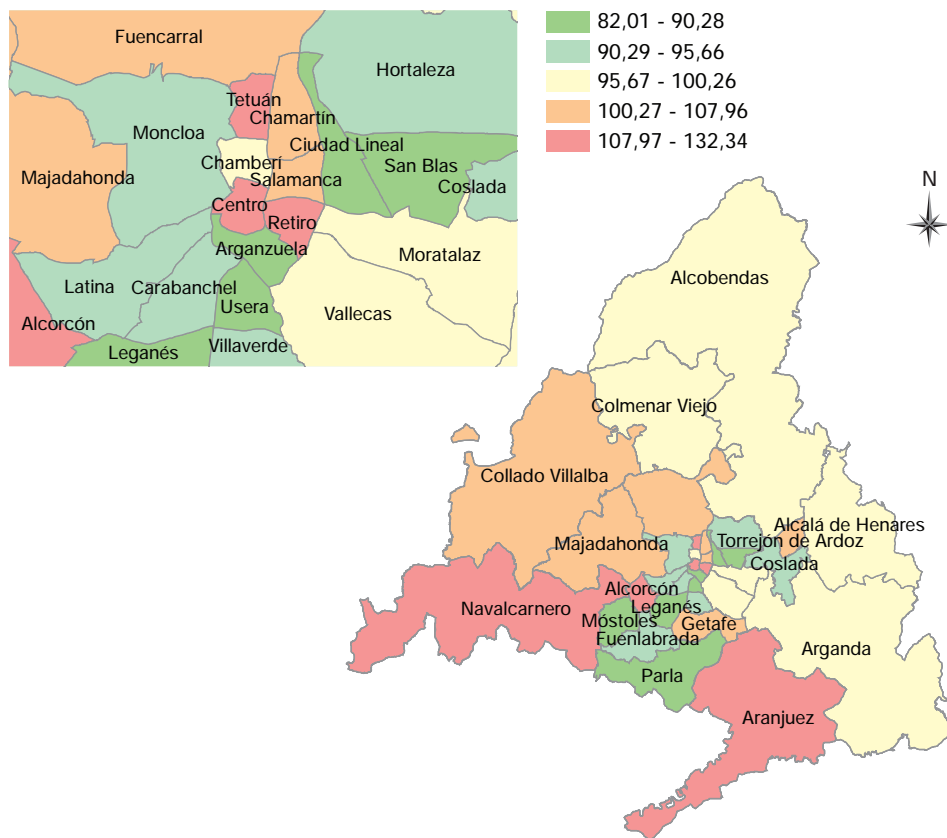 82,01 - 90,28
90,29 - 95,66
95,67 - 100,26
100,27 - 107,96
107,97 - 132,34
N
Fuencarral
Hortaleza
Tetuán
Chamartín
Moncloa
Ciudad Lineal
Chamberí
San Blas
Majadahonda
Salamanca
Coslada
Centro
Retiro
Arganzuela
Moratalaz
Latina
Carabanchel
Usera
Vallecas
Alcorcón
Leganés
Villaverde
Alcobendas
Colmenar Viejo
Collado Villalba
Alcalá de Henares
Majadahonda
Torrejón de Ardoz
Coslada
Alcorcón
Navalcarnero
Leganés
Móstoles
Getafe
Fuenlabrada
Arganda
Parla
Aranjuez